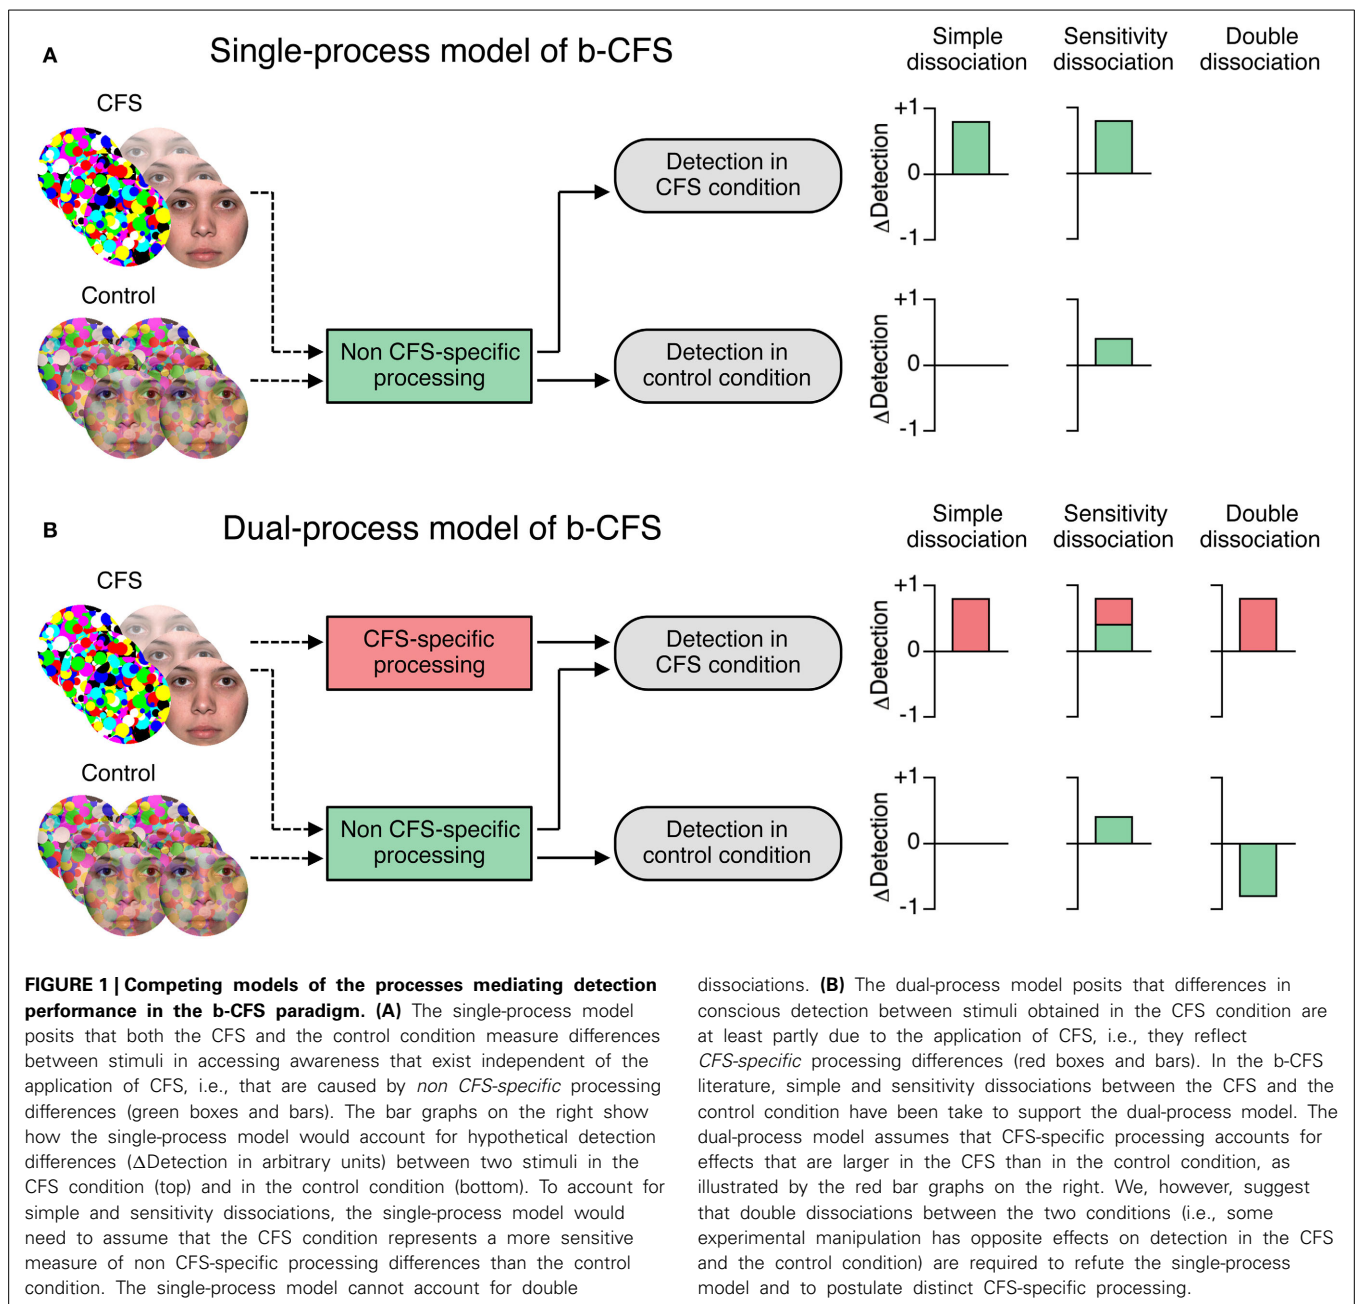 A
Single-process model of b-CFS
Simple
dissociation
Sensitivity
dissociation
Double
dissociation
CFS
Control
Non CFS-specific
processing
Detection in
CFS condition
Detection in
control condition
ΔDetection
+1
0
-1
ΔDetection
+1
0
-1
B
Dual-process model of b-CFS
Simple
dissociation
Sensitivity
dissociation
Double
dissociation
CFS
Control
CFS-specific
processing
Non CFS-specific
processing
Detection in
CFS condition
Detection in
control condition
ΔDetection
+1
0
-1
ΔDetection
+1
0
-1
FIGURE 1 | Competing models of the processes mediating detection
performance in the b-CFS paradigm. (A) The single-process model
posits that both the CFS and the control condition measure differences
between stimuli in accessing awareness that exist independent of the
application of CFS, i.e., that are caused by non CFS-specific processing
differences (green boxes and bars). The bar graphs on the right show
how the single-process model would account for hypothetical detection
differences (ΔDetection in arbitrary units) between two stimuli in the
CFS condition (top) and in the control condition (bottom). To account for
simple and sensitivity dissociations, the single-process model would
need to assume that the CFS condition represents a more sensitive
measure of non CFS-specific processing differences than the control
condition. The single-process model cannot account for double
dissociations. (B) The dual-process model posits that differences in
conscious detection between stimuli obtained in the CFS condition are
at least partly due to the application of CFS, i.e., they reflect
CFS-specific processing differences (red boxes and bars). In the b-CFS
literature, simple and sensitivity dissociations between the CFS and the
control condition have been take to support the dual-process model. The
dual-process model assumes that CFS-specific processing accounts for
effects that are larger in the CFS than in the control condition, as
illustrated by the red bar graphs on the right. We, however, suggest
that double dissociations between the two conditions (i.e., some
experimental manipulation has opposite effects on detection in the CFS
and the control condition) are required to refute the single-process
model and to postulate distinct CFS-specific processing.